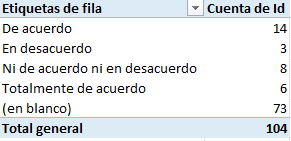 Etiquetas de fila Cuenta de Id
De acuerdo 14
En desacuerdo 3
Ni de acuerdo ni en desacuerdo 8
Totalmente de acuerdo 6
(en blanco) 73
Total general 104